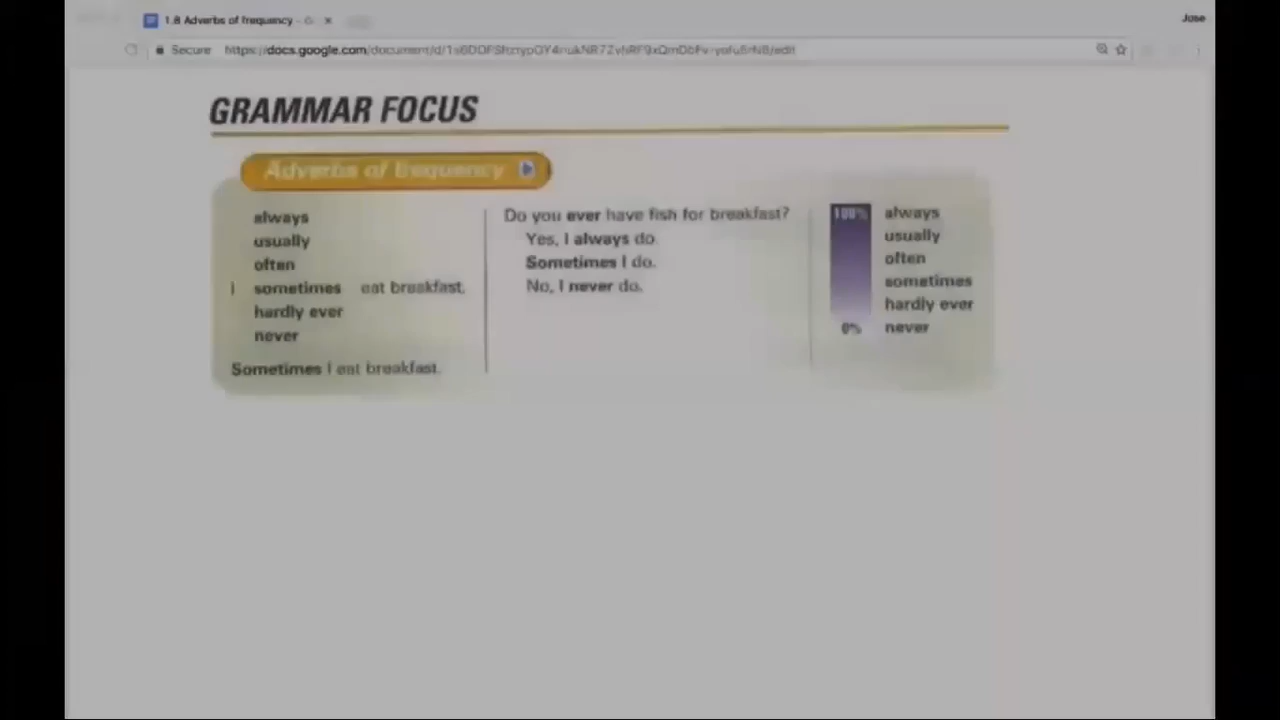 1.8 Adverbs of frequency
Jose
Secure
GRAMMAR FOCUS
Adverbs of frequency
always
usually
often
I sometimes eat breakfast.
hardly ever
never
Sometimes I eat breakfast.
Do you ever have fish for breakfast?
Yes, I always do.
Sometimes I do.
No, I never do.
100% always
usually
often
sometimes
hardly ever
0% never